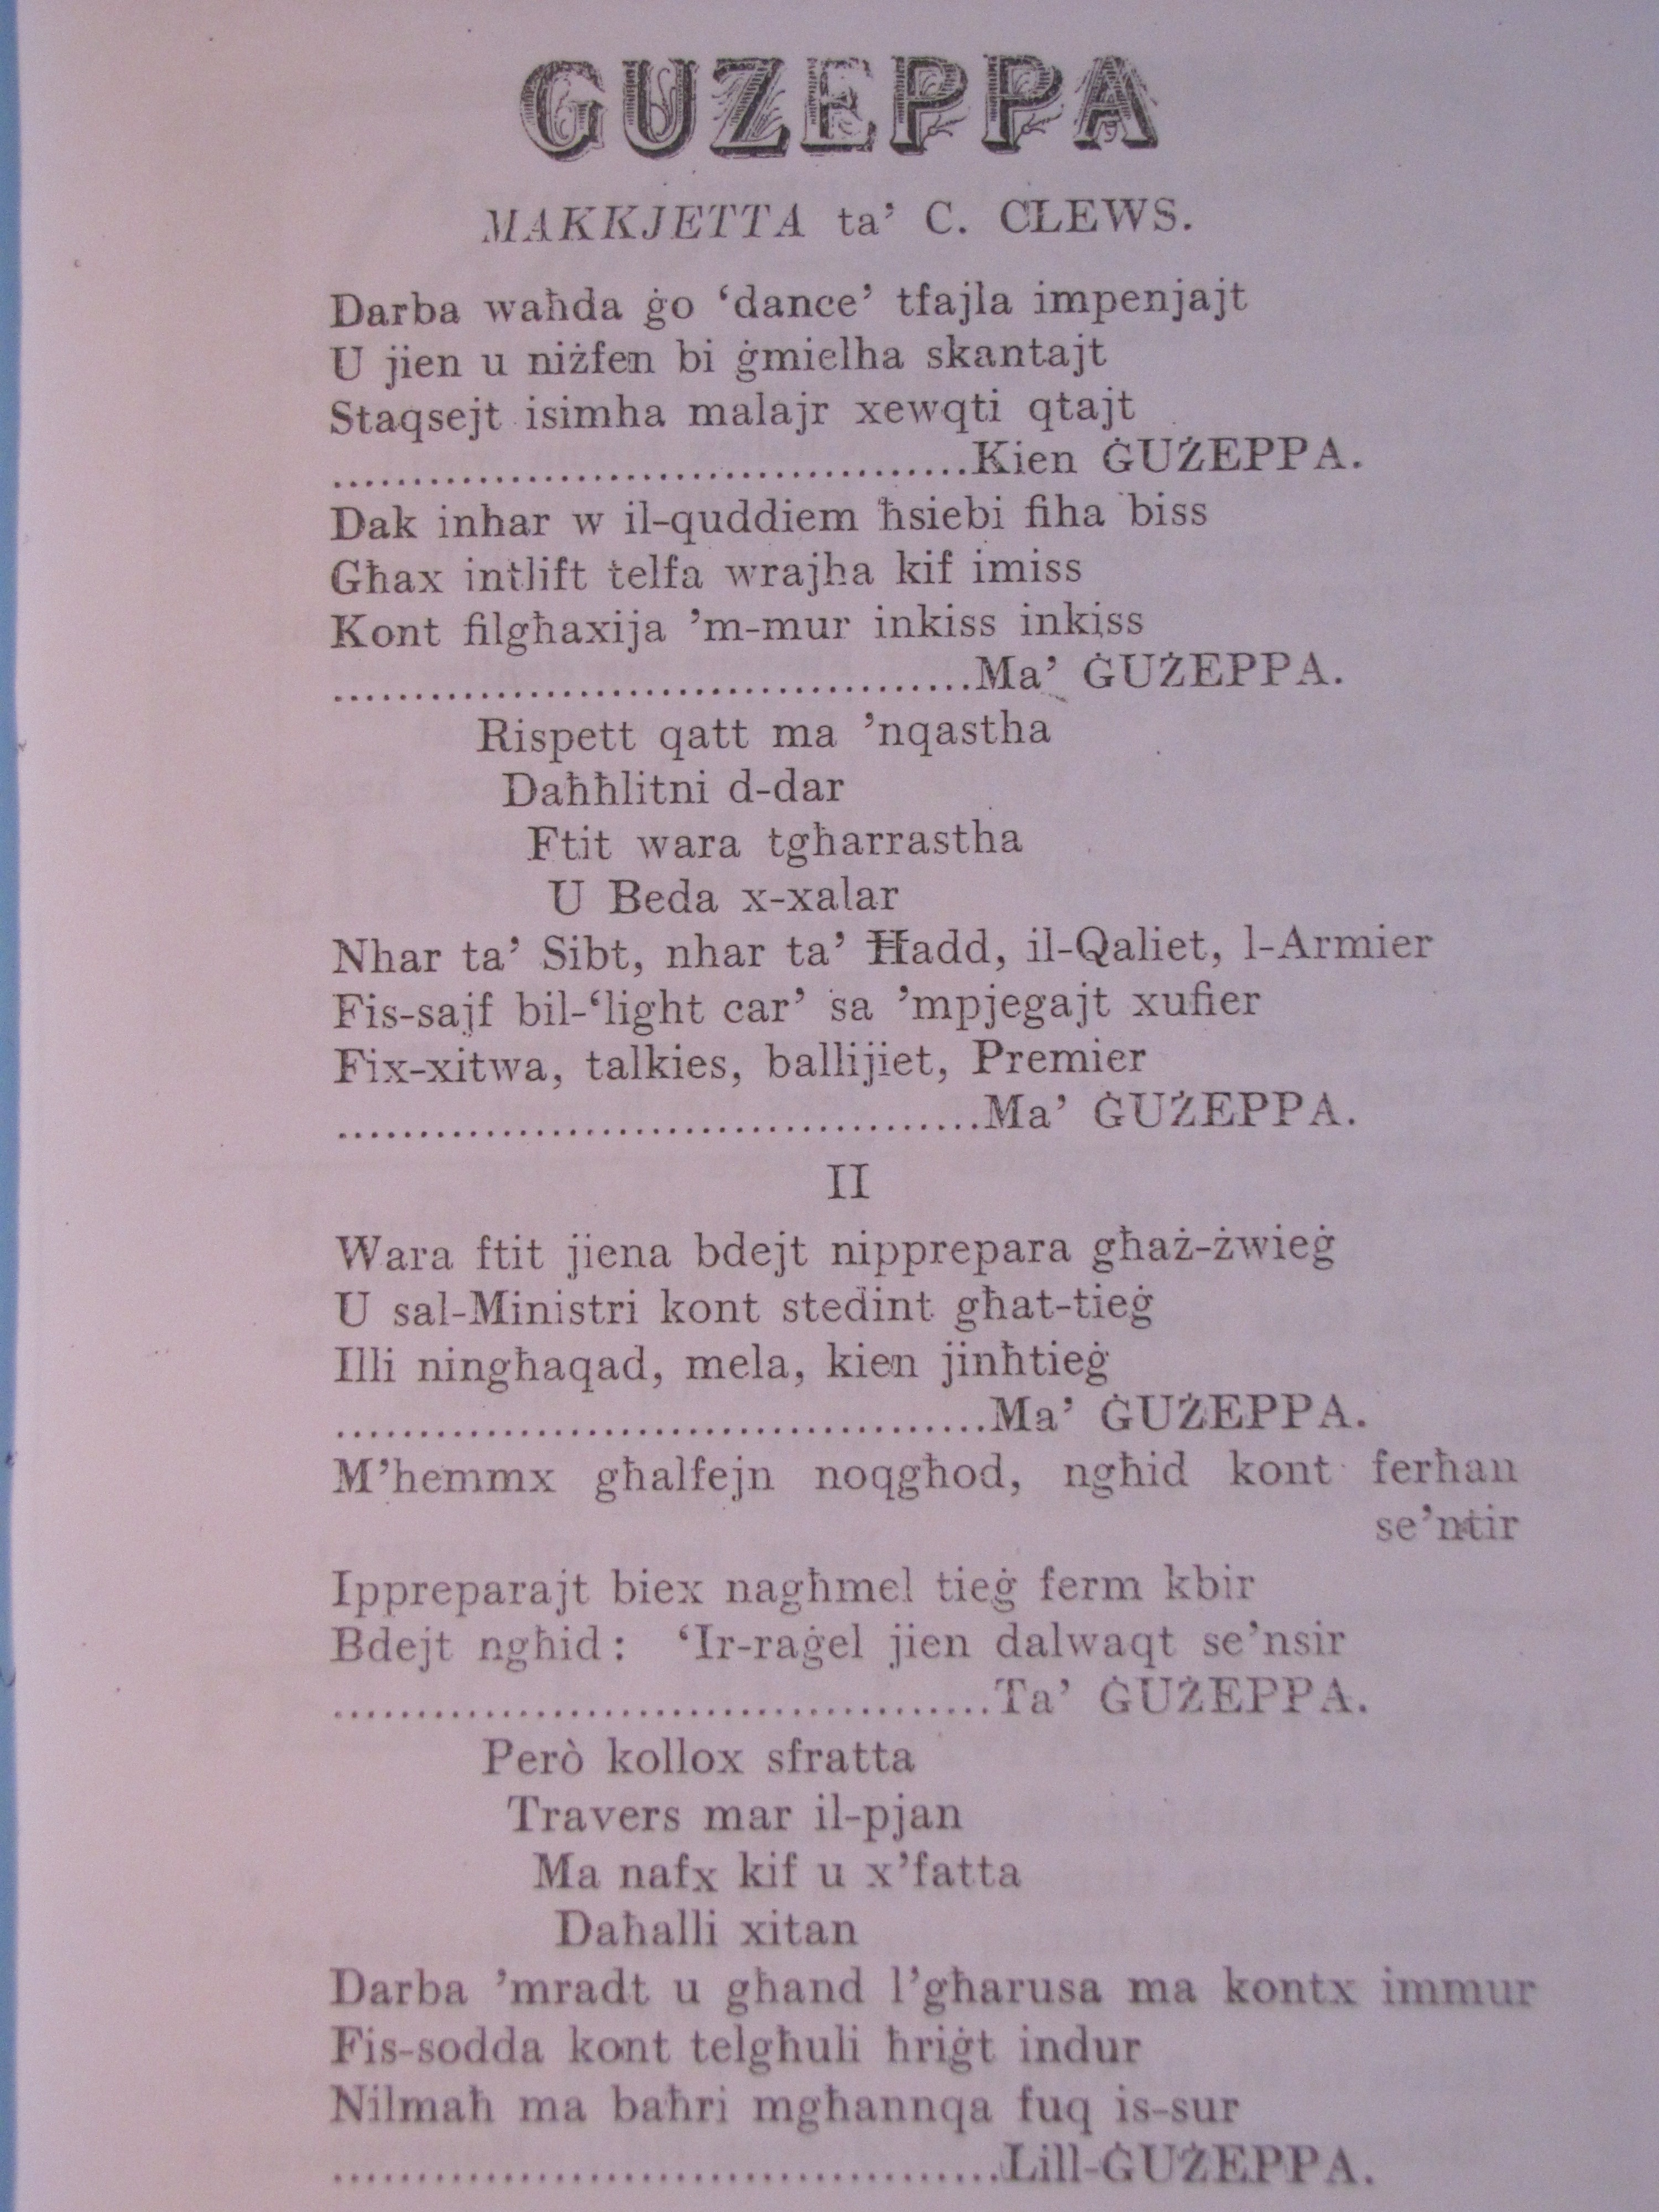 GUZEPPA
MAKKJETTA ta’ C. CLEWS.
Darba waħda ġo ‘dance’ tfajla impenjajt
U jien u niżfen bi ġmielha skantajt
Staqsejt isimha malajr xewqti qtajt
.......................................Kien ĠUŻEPPA.
Dak inhar w il-quddiem ħsiebi fiha biss
Għax intlift telfa wrajha kif imiss
Kont filgħaxija ’m-mur inkiss inkiss
.......................................Ma’ ĠUŻEPPA.
Rispett qatt ma ’nqastha
Daħħlitni d-dar
Ftit wara tgħarrastha
U Beda x-xalar
Nhar ta’ Sibt, nhar ta’ Ħadd, il-Qaliet, l-Armier
Fis-sajf bil-‘light car’ sa ’mpjegajt xufier
Fix-xitwa, talkies, ballijiet, Premier
.......................................Ma’ ĠUŻEPPA.
II
Wara ftit jiena bdejt nipprepara għaż-żwieġ
U sal-Ministri kont stedint għat-tieġ
Illi ningħaqad, mela, kien jinħtieġ
.......................................Ma’ ĠUŻEPPA.
M’hemmx għalfejn noqgħod, ngħid kont ferħan
se’ntir
Ippreparajt biex nagħmel tieġ ferm kbir
Bdejt ngħid: ‘Ir-raġel jien dalwaqt se’nsir
.......................................Ta’ ĠUŻEPPA.
Però kollox sfratta
Travers mar il-pjan
Ma nafx kif u x’fatta
Daħalli xitan
Darba ’mradt u għand l’għarusa ma kontx immur
Fis-sodda kont telgħuli ħriġt indur
Nilmaħ ma baħri mgħannqa fuq is-sur
.......................................Lill-ĠUŻEPPA.